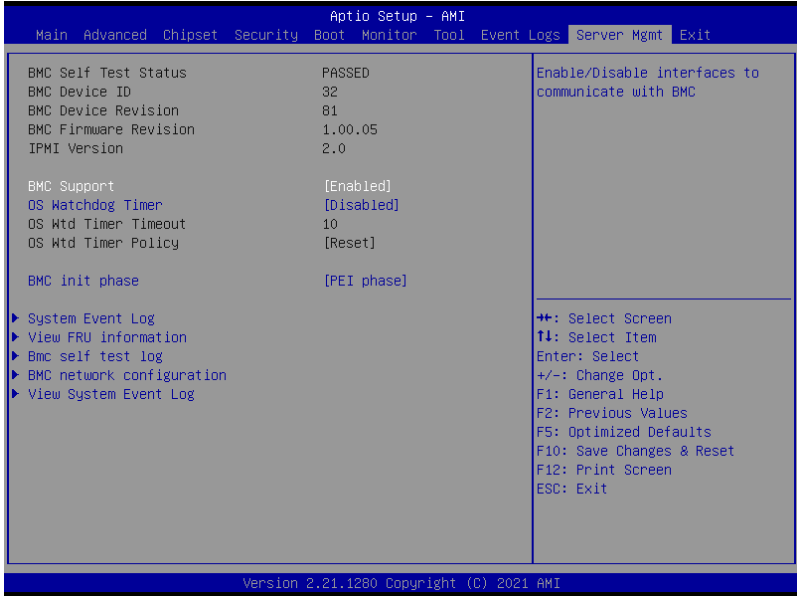 Aptio Setup – AMI
Main Advanced Chipset Security Boot Monitor Tool Event Logs Server Mgmt Exit
BMC Self Test Status PASSED
BMC Device ID 32
BMC Device Revision 81
BMC Firmware Revision 1.00.05
IPMI Version 2.0
BMC Support [Enabled]
OS Watchdog Timer [Disabled]
OS Wtd Timer Timeout 10
OS Wtd Timer Policy [Reset]
BMC init phase [PEI phase]
System Event Log
View FRU information
Bmc self test log
BMC network configuration
View System Event Log
Enable/Disable interfaces to
communicate with BMC
→←: Select Screen
↑↓: Select Item
Enter: Select
+/-: Change Opt.
F1: General Help
F2: Previous Values
F5: Optimized Defaults
F10: Save Changes & Reset
F12: Print Screen
ESC: Exit
Version 2.21.1280 Copyright (C) 2021 AMI